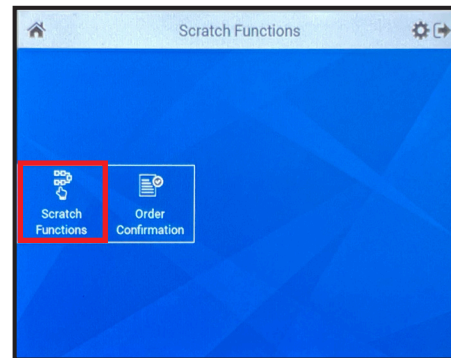 Scratch Functions
Scratch
Functions
Order
Confirmation